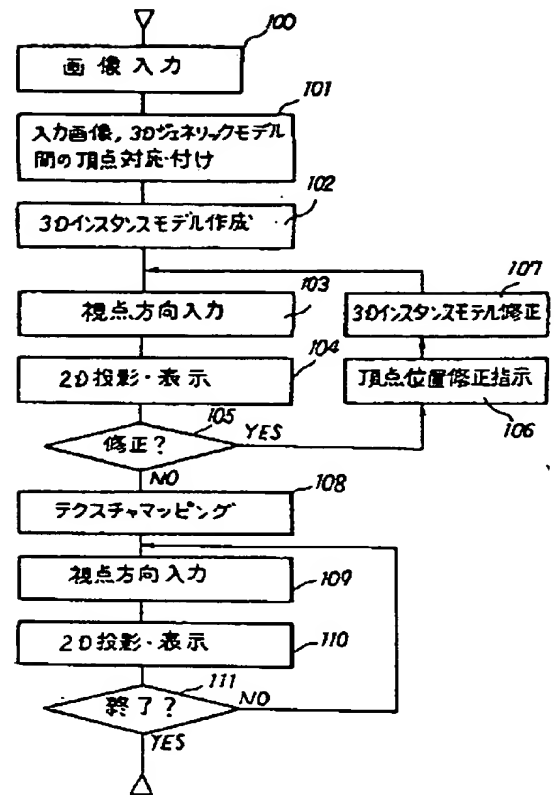 100
画像入力
101
入力画像,3Dジェネリックモデル
間の頂点対応付け
102
3Dインスタンスモデル作成
103
視点方向入力
107
3Dインスタンスモデル修正
104
2D投影・表示
頂点位置修正指示
106
105
修正?
YES
NO
108
テクスチャマッピング
視点方向入力
109
2D投影・表示
110
111
終了?
NO
YES